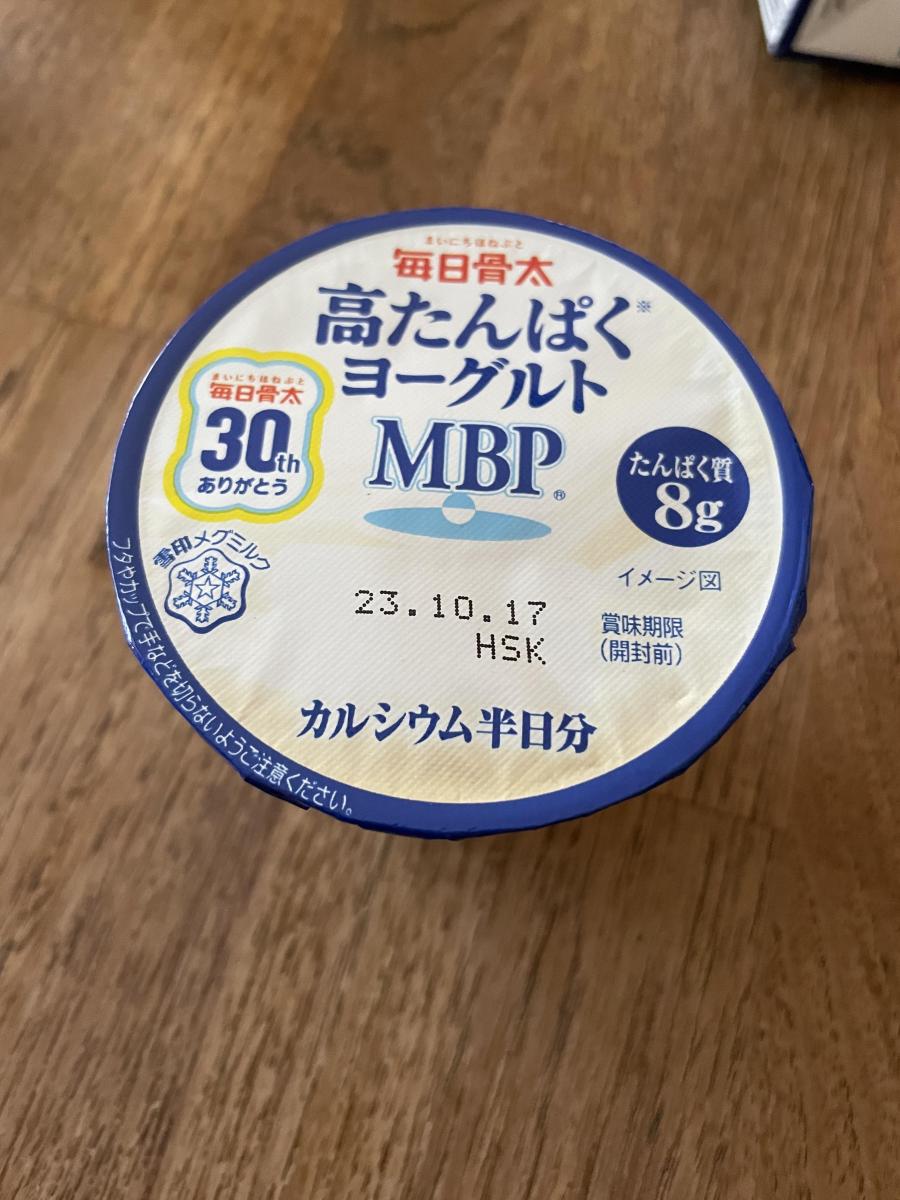 まいにちほねぶと
毎日骨太
高たんぱく※
ヨーグルト
まいにちほねぶと
毎日骨太
30th
ありがとう
MBP®
たんぱく質
8g
雪印メグミルク
イメージ図
23.10.17
HSK
賞味期限
(開封前)
カルシウム半日分
フタやカップで手などを切らないようご注意ください。